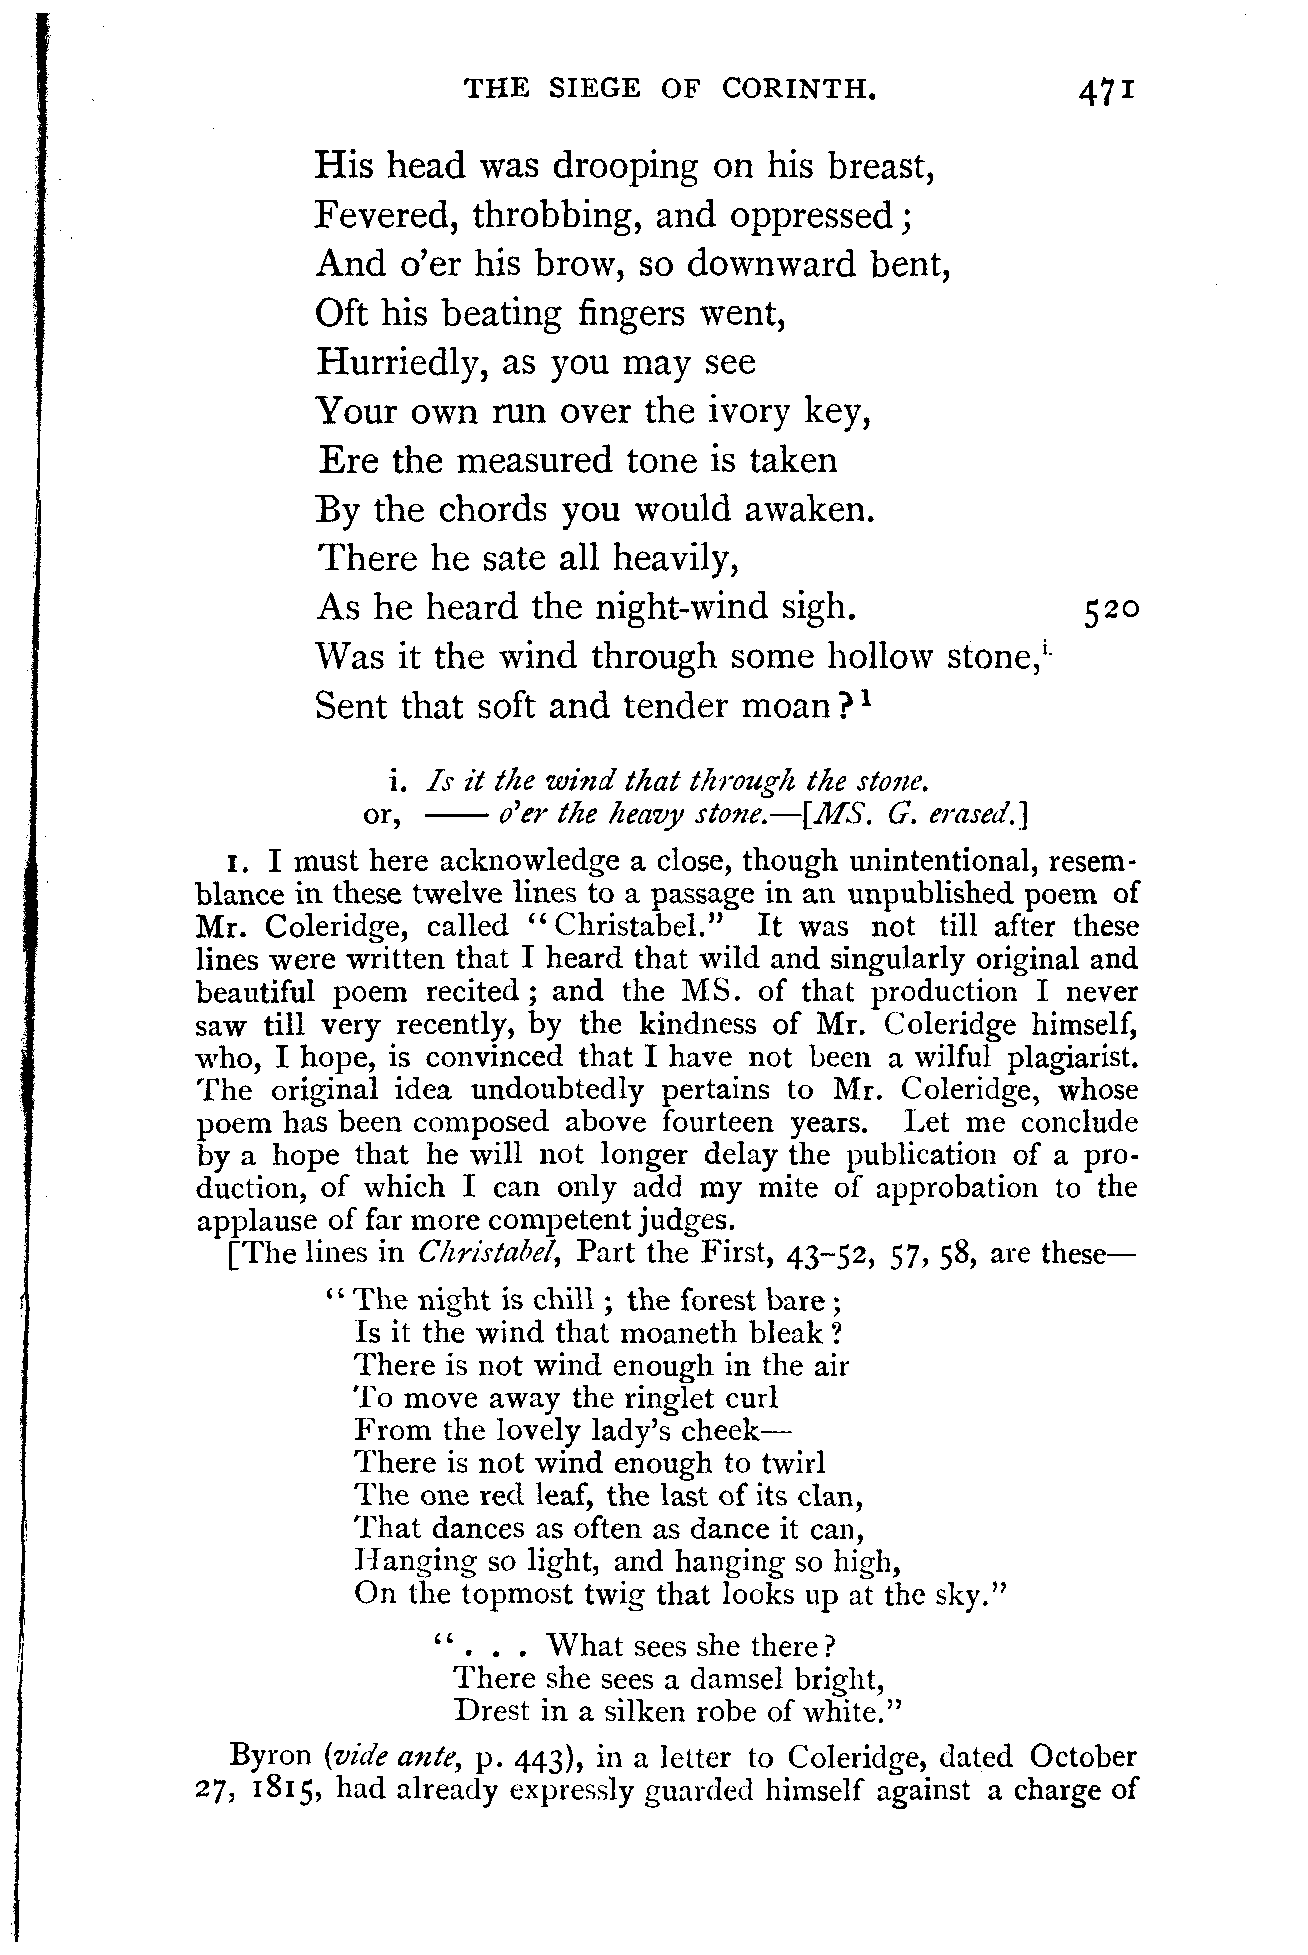 THE SIEGE OF CORINTH. 471
His head was drooping on his breast,
Fevered, throbbing, and oppressed;
And o'er his brow, so downward bent,
Oft his beating fingers went,
Hurriedly, as you may see
Your own run over the ivory key,
Ere the measured tone is taken
By the chords you would awaken.
There he sate all heavily,
As he heard the night-wind sigh. 520
Was it the wind through some hollow stone,i.
Sent that soft and tender moan?1
i. Is it the wind that through the stone.
or, —— o'er the heavy stone.—[MS. G. erased.]
1. I must here acknowledge a close, though unintentional, resem-
blance in these twelve lines to a passage in an unpublished poem of
Mr. Coleridge, called "Christabel." It was not till after these
lines were written that I heard that wild and singularly original and
beautiful poem recited; and the MS. of that production I never
saw till very recently, by the kindness of Mr. Coleridge himself,
who, I hope, is convinced that I have not been a wilful plagiarist.
The original idea undoubtedly pertains to Mr. Coleridge, whose
poem has been composed above fourteen years. Let me conclude
by a hope that he will not longer delay the publication of a pro-
duction, of which I can only add my mite of approbation to the
applause of far more competent judges.
[The lines in Christabel, Part the First, 43-52, 57, 58, are these—
"The night is chill; the forest bare;
Is it the wind that moaneth bleak?
There is not wind enough in the air
To move away the ringlet curl
From the lovely lady's cheek—
There is not wind enough to twirl
The one red leaf, the last of its clan,
That dances as often as dance it can,
Hanging so light, and hanging so high,
On the topmost twig that looks up at the sky."
". . . What sees she there?
There she sees a damsel bright,
Drest in a silken robe of white."
Byron (vide ante, p. 443), in a letter to Coleridge, dated October
27, 1815, had already expressly guarded himself against a charge of